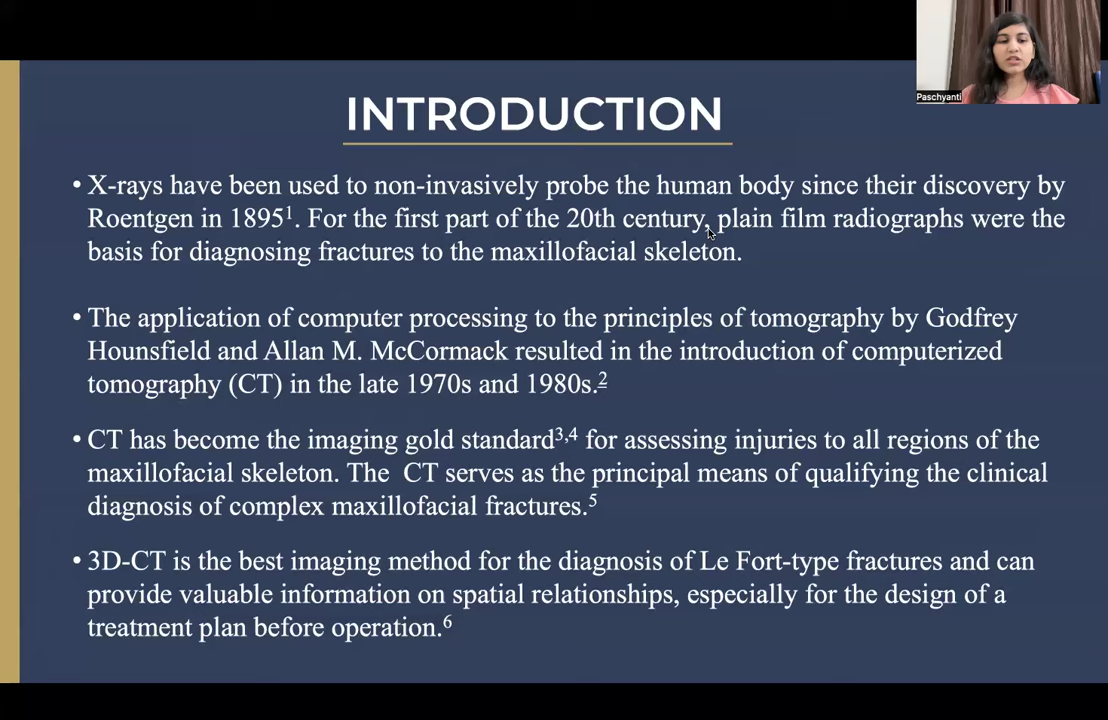 Paschyanti
INTRODUCTION
• X-rays have been used to non-invasively probe the human body since their discovery by
Roentgen in 1895¹. For the first part of the 20th century, plain film radiographs were the
basis for diagnosing fractures to the maxillofacial skeleton.
• The application of computer processing to the principles of tomography by Godfrey
Hounsfield and Allan M. McCormack resulted in the introduction of computerized
tomography (CT) in the late 1970s and 1980s.²
• CT has become the imaging gold standard³,⁴ for assessing injuries to all regions of the
maxillofacial skeleton. The CT serves as the principal means of qualifying the clinical
diagnosis of complex maxillofacial fractures.⁵
• 3D-CT is the best imaging method for the diagnosis of Le Fort-type fractures and can
provide valuable information on spatial relationships, especially for the design of a
treatment plan before operation.⁶